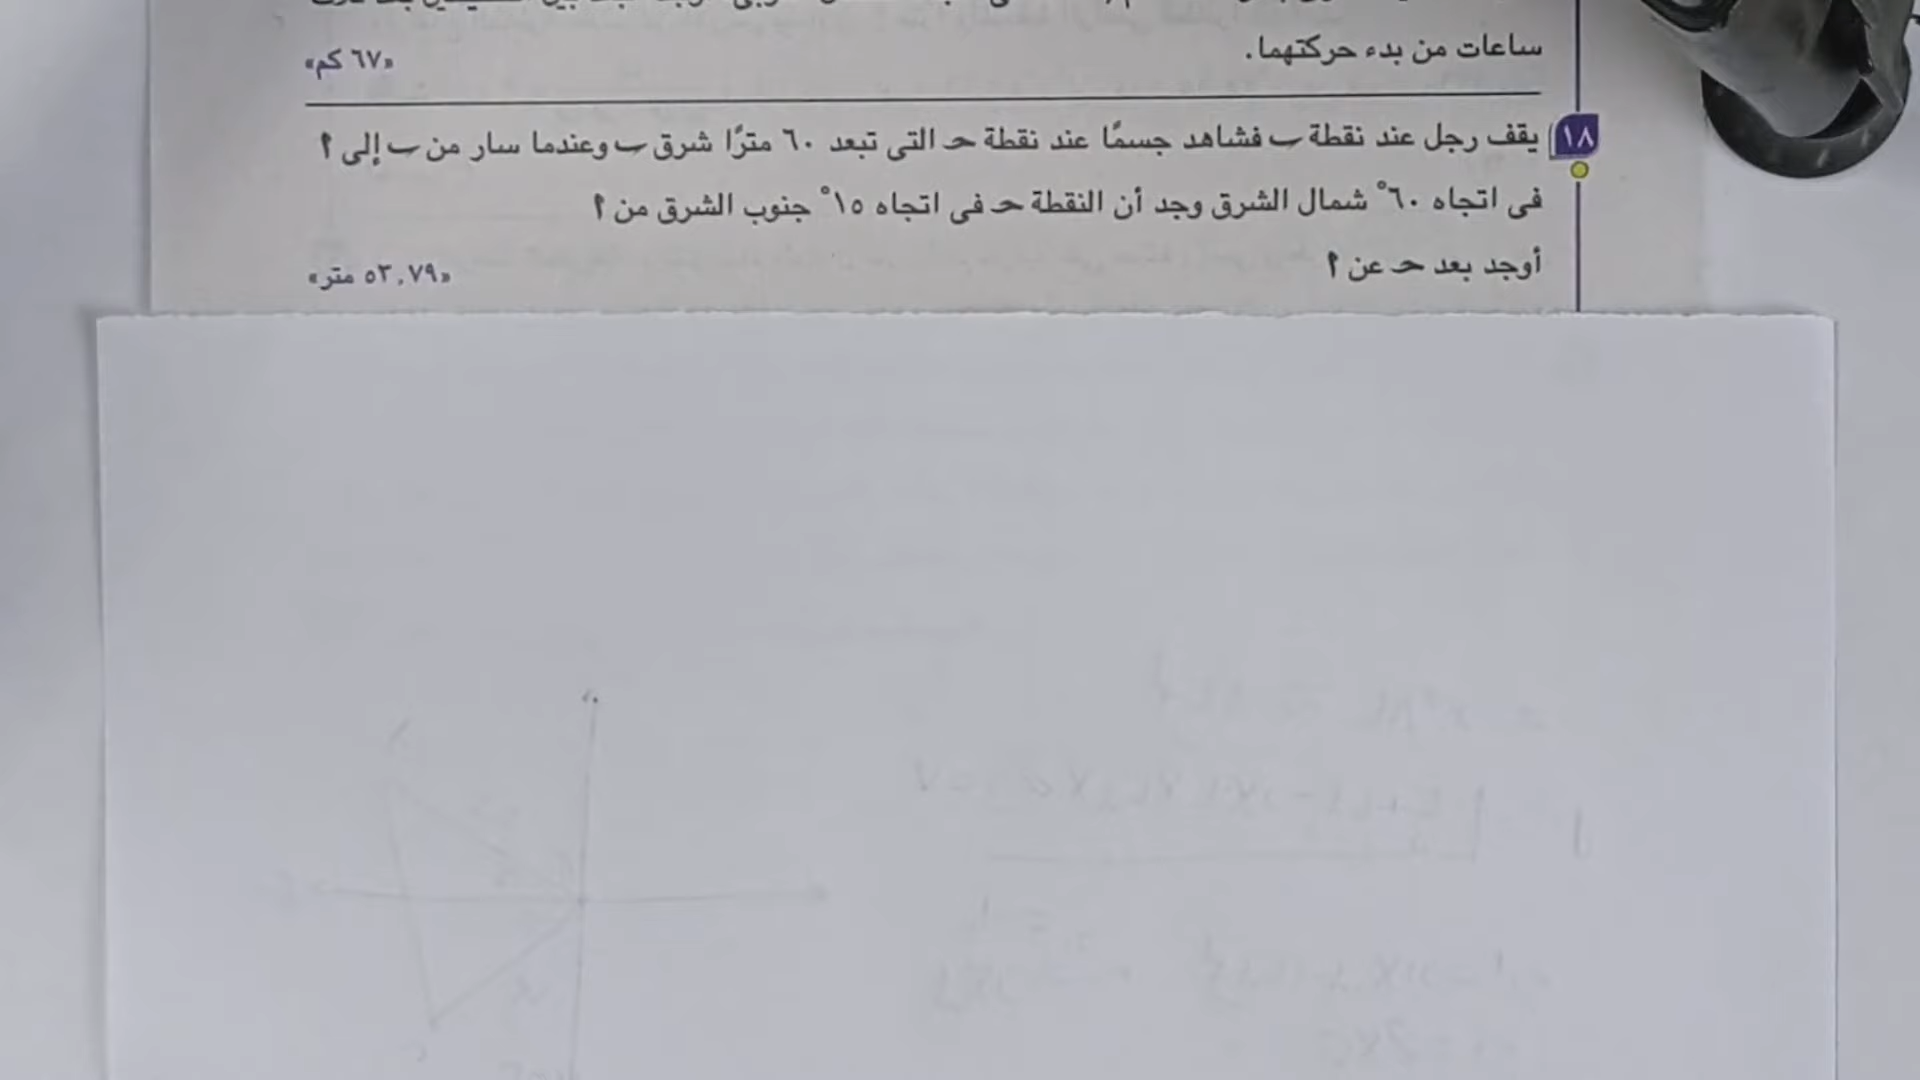 ساعات من بدء حركتهما.
«٦٧ كم»
١٨ يقف رجل عند نقطة ب فشاهد جسمًا عند نقطة حـ التى تبعد ٦٠ مترًا شرق ب وعندما سار من ب إلى أ
فى اتجاه ٦٠° شمال الشرق وجد أن النقطة حـ فى اتجاه ١٥° جنوب الشرق من أ
أوجد بعد حـ عن أ
«٥٣,٧٩ متر»